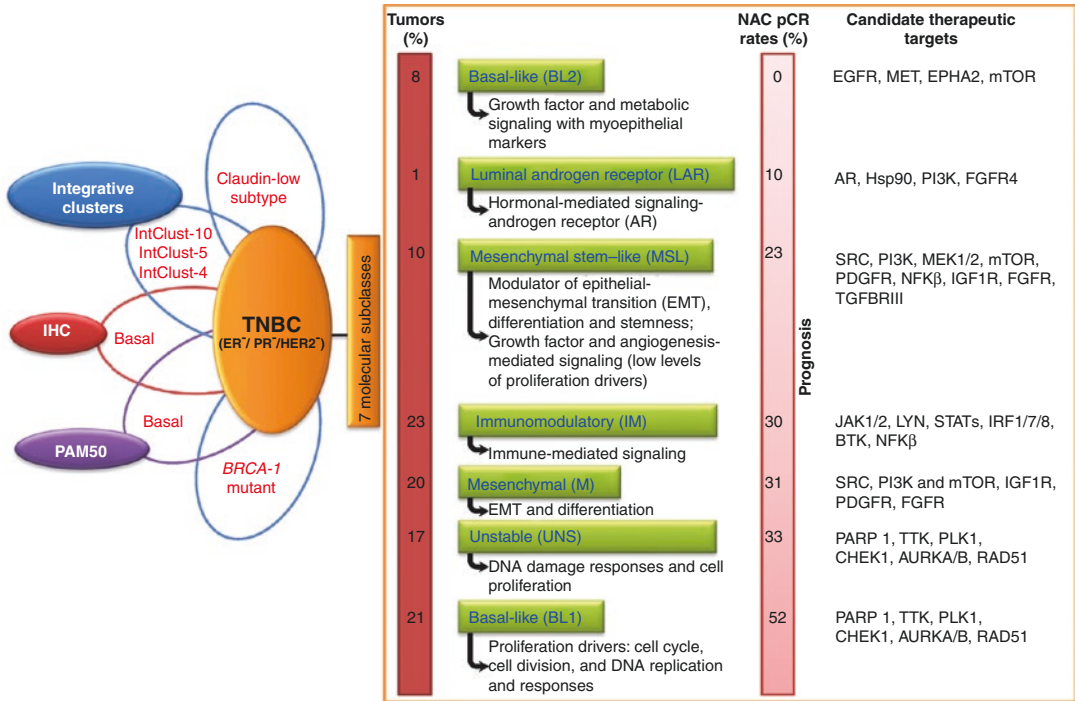 Integrative
clusters
Claudin-low
subtype
IntClust-10
IntClust-5
IntClust-4
IHC
Basal
TNBC
(ER⁻/ PR⁻/HER2⁻)
Basal
PAM50
BRCA-1
mutant
7 molecular subclasses
Tumors
(%)
NAC pCR
rates (%)
Candidate therapeutic
targets
8
Basal-like (BL2)
Growth factor and metabolic
signaling with myoepithelial
markers
0
EGFR, MET, EPHA2, mTOR
1
Luminal androgen receptor (LAR)
Hormonal-mediated signaling-
androgen receptor (AR)
10
AR, Hsp90, PI3K, FGFR4
10
Mesenchymal stem–like (MSL)
Modulator of epithelial-
mesenchymal transition (EMT),
differentiation and stemness;
Growth factor and angiogenesis-
mediated signaling (low levels
of proliferation drivers)
23
SRC, PI3K, MEK1/2, mTOR,
PDGFR, NFKβ, IGF1R, FGFR,
TGFBRIII
Prognosis
23
Immunomodulatory (IM)
Immune-mediated signaling
30
JAK1/2, LYN, STATs, IRF1/7/8,
BTK, NFKβ
20
Mesenchymal (M)
EMT and differentiation
31
SRC, PI3K and mTOR, IGF1R,
PDGFR, FGFR
17
Unstable (UNS)
DNA damage responses and cell
proliferation
33
PARP 1, TTK, PLK1,
CHEK1, AURKA/B, RAD51
21
Basal-like (BL1)
Proliferation drivers: cell cycle,
cell division, and DNA replication
and responses
52
PARP 1, TTK, PLK1,
CHEK1, AURKA/B, RAD51